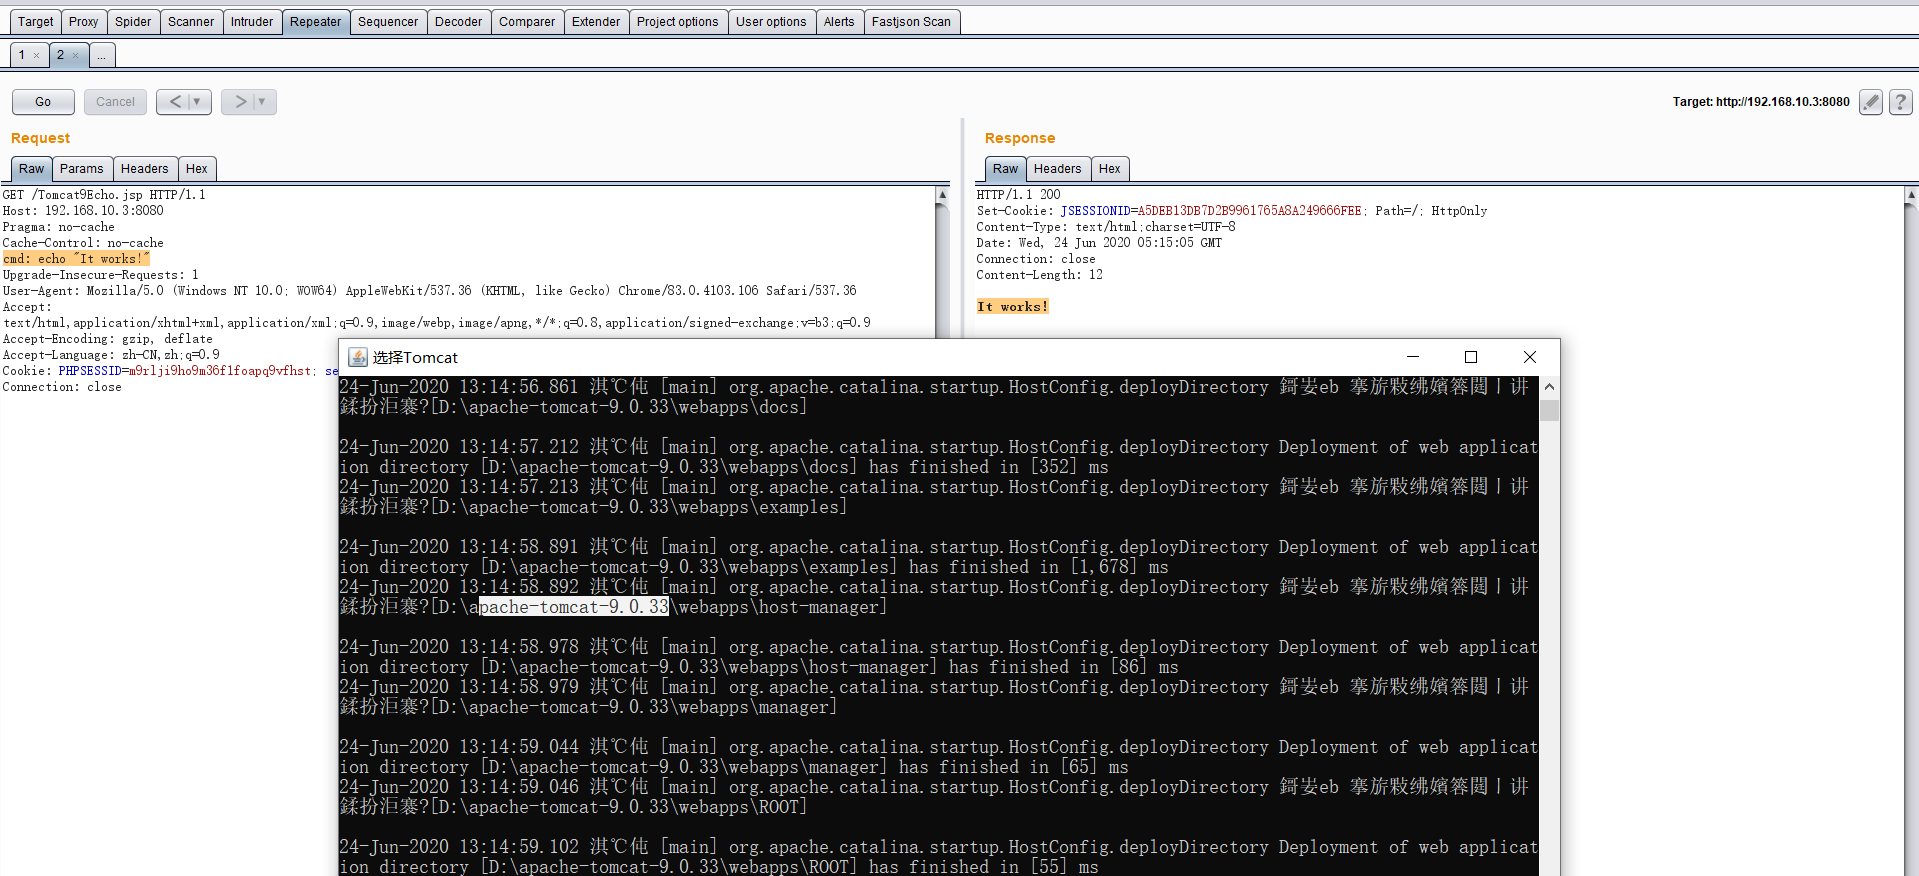 Target Proxy Spider Scanner Intruder Repeater Sequencer Decoder Comparer Extender Project options User options Alerts Fastjson Scan
1 × 2 × ...
Go Cancel < ▼ > ▼ Target: http://192.168.10.3:8080 ?
Request
Raw Params Headers Hex
GET /Tomcat9Echo.jsp HTTP/1.1
Host: 192.168.10.3:8080
Pragma: no-cache
Cache-Control: no-cache
cmd: echo "It works!"
Upgrade-Insecure-Requests: 1
User-Agent: Mozilla/5.0 (Windows NT 10.0; WOW64) AppleWebKit/537.36 (KHTML, like Gecko) Chrome/83.0.4103.106 Safari/537.36
Accept:
text/html,application/xhtml+xml,application/xml;q=0.9,image/webp,image/apng,*/*;q=0.8,application/signed-exchange;v=b3;q=0.9
Accept-Encoding: gzip, deflate
Accept-Language: zh-CN,zh;q=0.9
Cookie: PHPSESSID=m9rlji9ho9m36f1foapq9vfhst; se
Connection: close
Response
Raw Headers Hex
HTTP/1.1 200
Set-Cookie: JSESSIONID=A5DEB13DB7D2B9961765A8A249666FEE; Path=/; HttpOnly
Content-Type: text/html;charset=UTF-8
Date: Wed, 24 Jun 2020 05:15:05 GMT
Connection: close
Content-Length: 12
It works!
选择Tomcat
24-Jun-2020 13:14:56.861 淇℃伅 [main] org.apache.catalina.startup.HostConfig.deployDirectory 鎶妛eb 搴旂敤绋嬪簭閮ㄧ讲
鍒扮洰褰?[D:\apache-tomcat-9.0.33\webapps\docs]
24-Jun-2020 13:14:57.212 淇℃伅 [main] org.apache.catalina.startup.HostConfig.deployDirectory Deployment of web applicat
ion directory [D:\apache-tomcat-9.0.33\webapps\docs] has finished in [352] ms
24-Jun-2020 13:14:57.213 淇℃伅 [main] org.apache.catalina.startup.HostConfig.deployDirectory 鎶妛eb 搴旂敤绋嬪簭閮ㄧ讲
鍒扮洰褰?[D:\apache-tomcat-9.0.33\webapps\examples]
24-Jun-2020 13:14:58.891 淇℃伅 [main] org.apache.catalina.startup.HostConfig.deployDirectory Deployment of web applicat
ion directory [D:\apache-tomcat-9.0.33\webapps\examples] has finished in [1,678] ms
24-Jun-2020 13:14:58.892 淇℃伅 [main] org.apache.catalina.startup.HostConfig.deployDirectory 鎶妛eb 搴旂敤绋嬪簭閮ㄧ讲
鍒扮洰褰?[D:\apache-tomcat-9.0.33\webapps\host-manager]
24-Jun-2020 13:14:58.978 淇℃伅 [main] org.apache.catalina.startup.HostConfig.deployDirectory Deployment of web applicat
ion directory [D:\apache-tomcat-9.0.33\webapps\host-manager] has finished in [86] ms
24-Jun-2020 13:14:58.979 淇℃伅 [main] org.apache.catalina.startup.HostConfig.deployDirectory 鎶妛eb 搴旂敤绋嬪簭閮ㄧ讲
鍒扮洰褰?[D:\apache-tomcat-9.0.33\webapps\manager]
24-Jun-2020 13:14:59.044 淇℃伅 [main] org.apache.catalina.startup.HostConfig.deployDirectory Deployment of web applicat
ion directory [D:\apache-tomcat-9.0.33\webapps\manager] has finished in [65] ms
24-Jun-2020 13:14:59.046 淇℃伅 [main] org.apache.catalina.startup.HostConfig.deployDirectory 鎶妛eb 搴旂敤绋嬪簭閮ㄧ讲
鍒扮洰褰?[D:\apache-tomcat-9.0.33\webapps\ROOT]
24-Jun-2020 13:14:59.102 淇℃伅 [main] org.apache.catalina.startup.HostConfig.deployDirectory Deployment of web applicat
ion directory [D:\apache-tomcat-9.0.33\webapps\ROOT] has finished in [55] ms